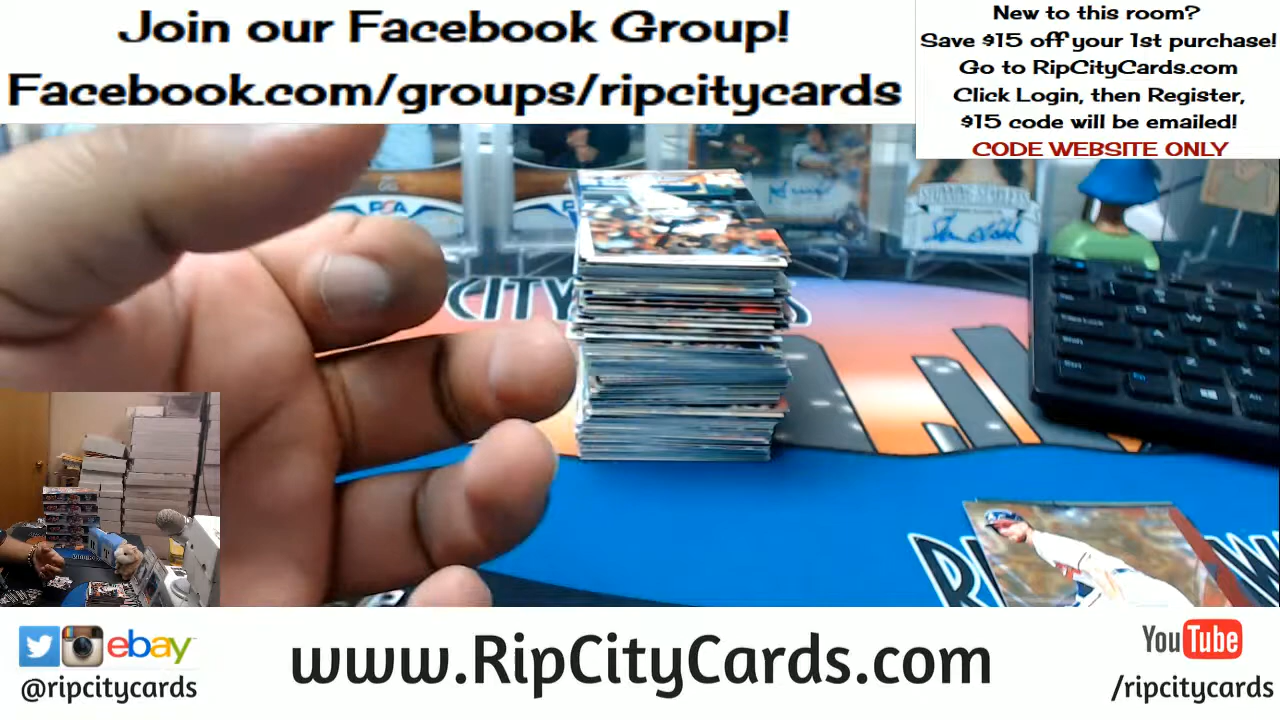 Join our Facebook Group!
Facebook.com/groups/ripcitycards
New to this room?
Save $15 off your 1st purchase!
Go to RipCityCards.com
Click Login, then Register,
$15 code will be emailed!
CODE WEBSITE ONLY
CITY
ebay
@ripcitycards
www.RipCityCards.com
YouTube
/ripcitycards